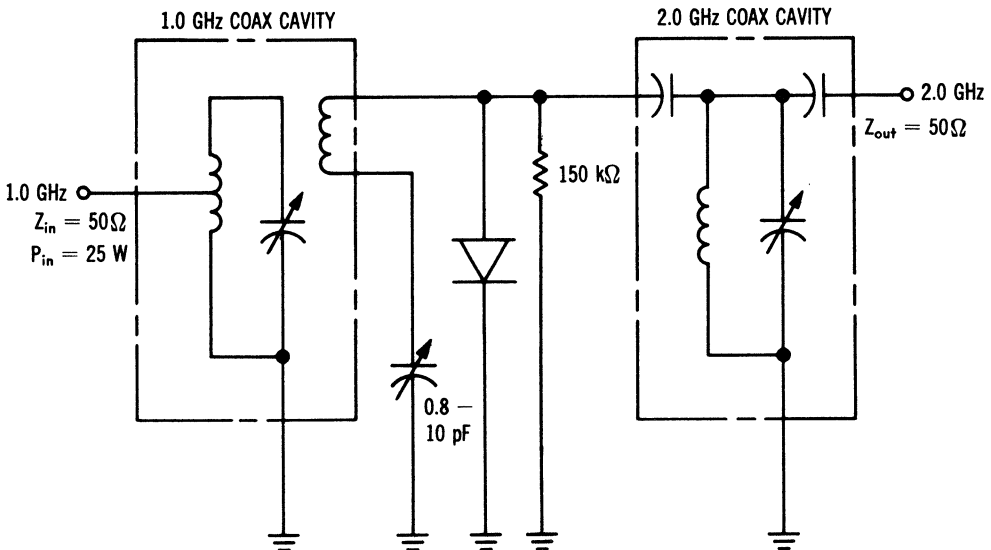 1.0 GHz COAX CAVITY
2.0 GHz COAX CAVITY
1.0 GHz
Z_in = 50Ω
P_in = 25 W
150 kΩ
0.8 –
10 pF
2.0 GHz
Z_out = 50Ω